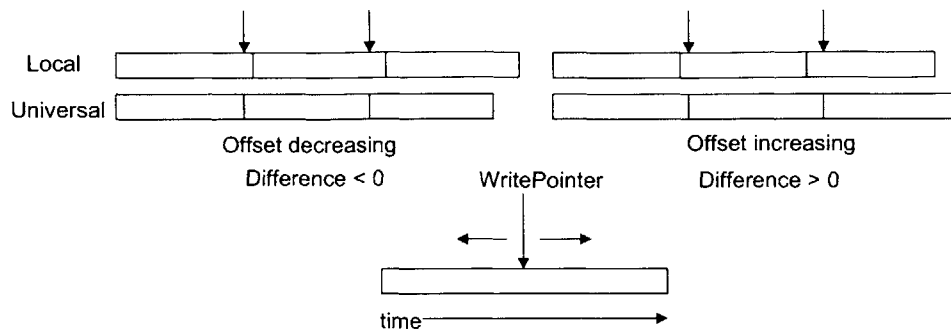 Local
Universal
Offset decreasing
Difference < 0
Offset increasing
Difference > 0
WritePointer
time